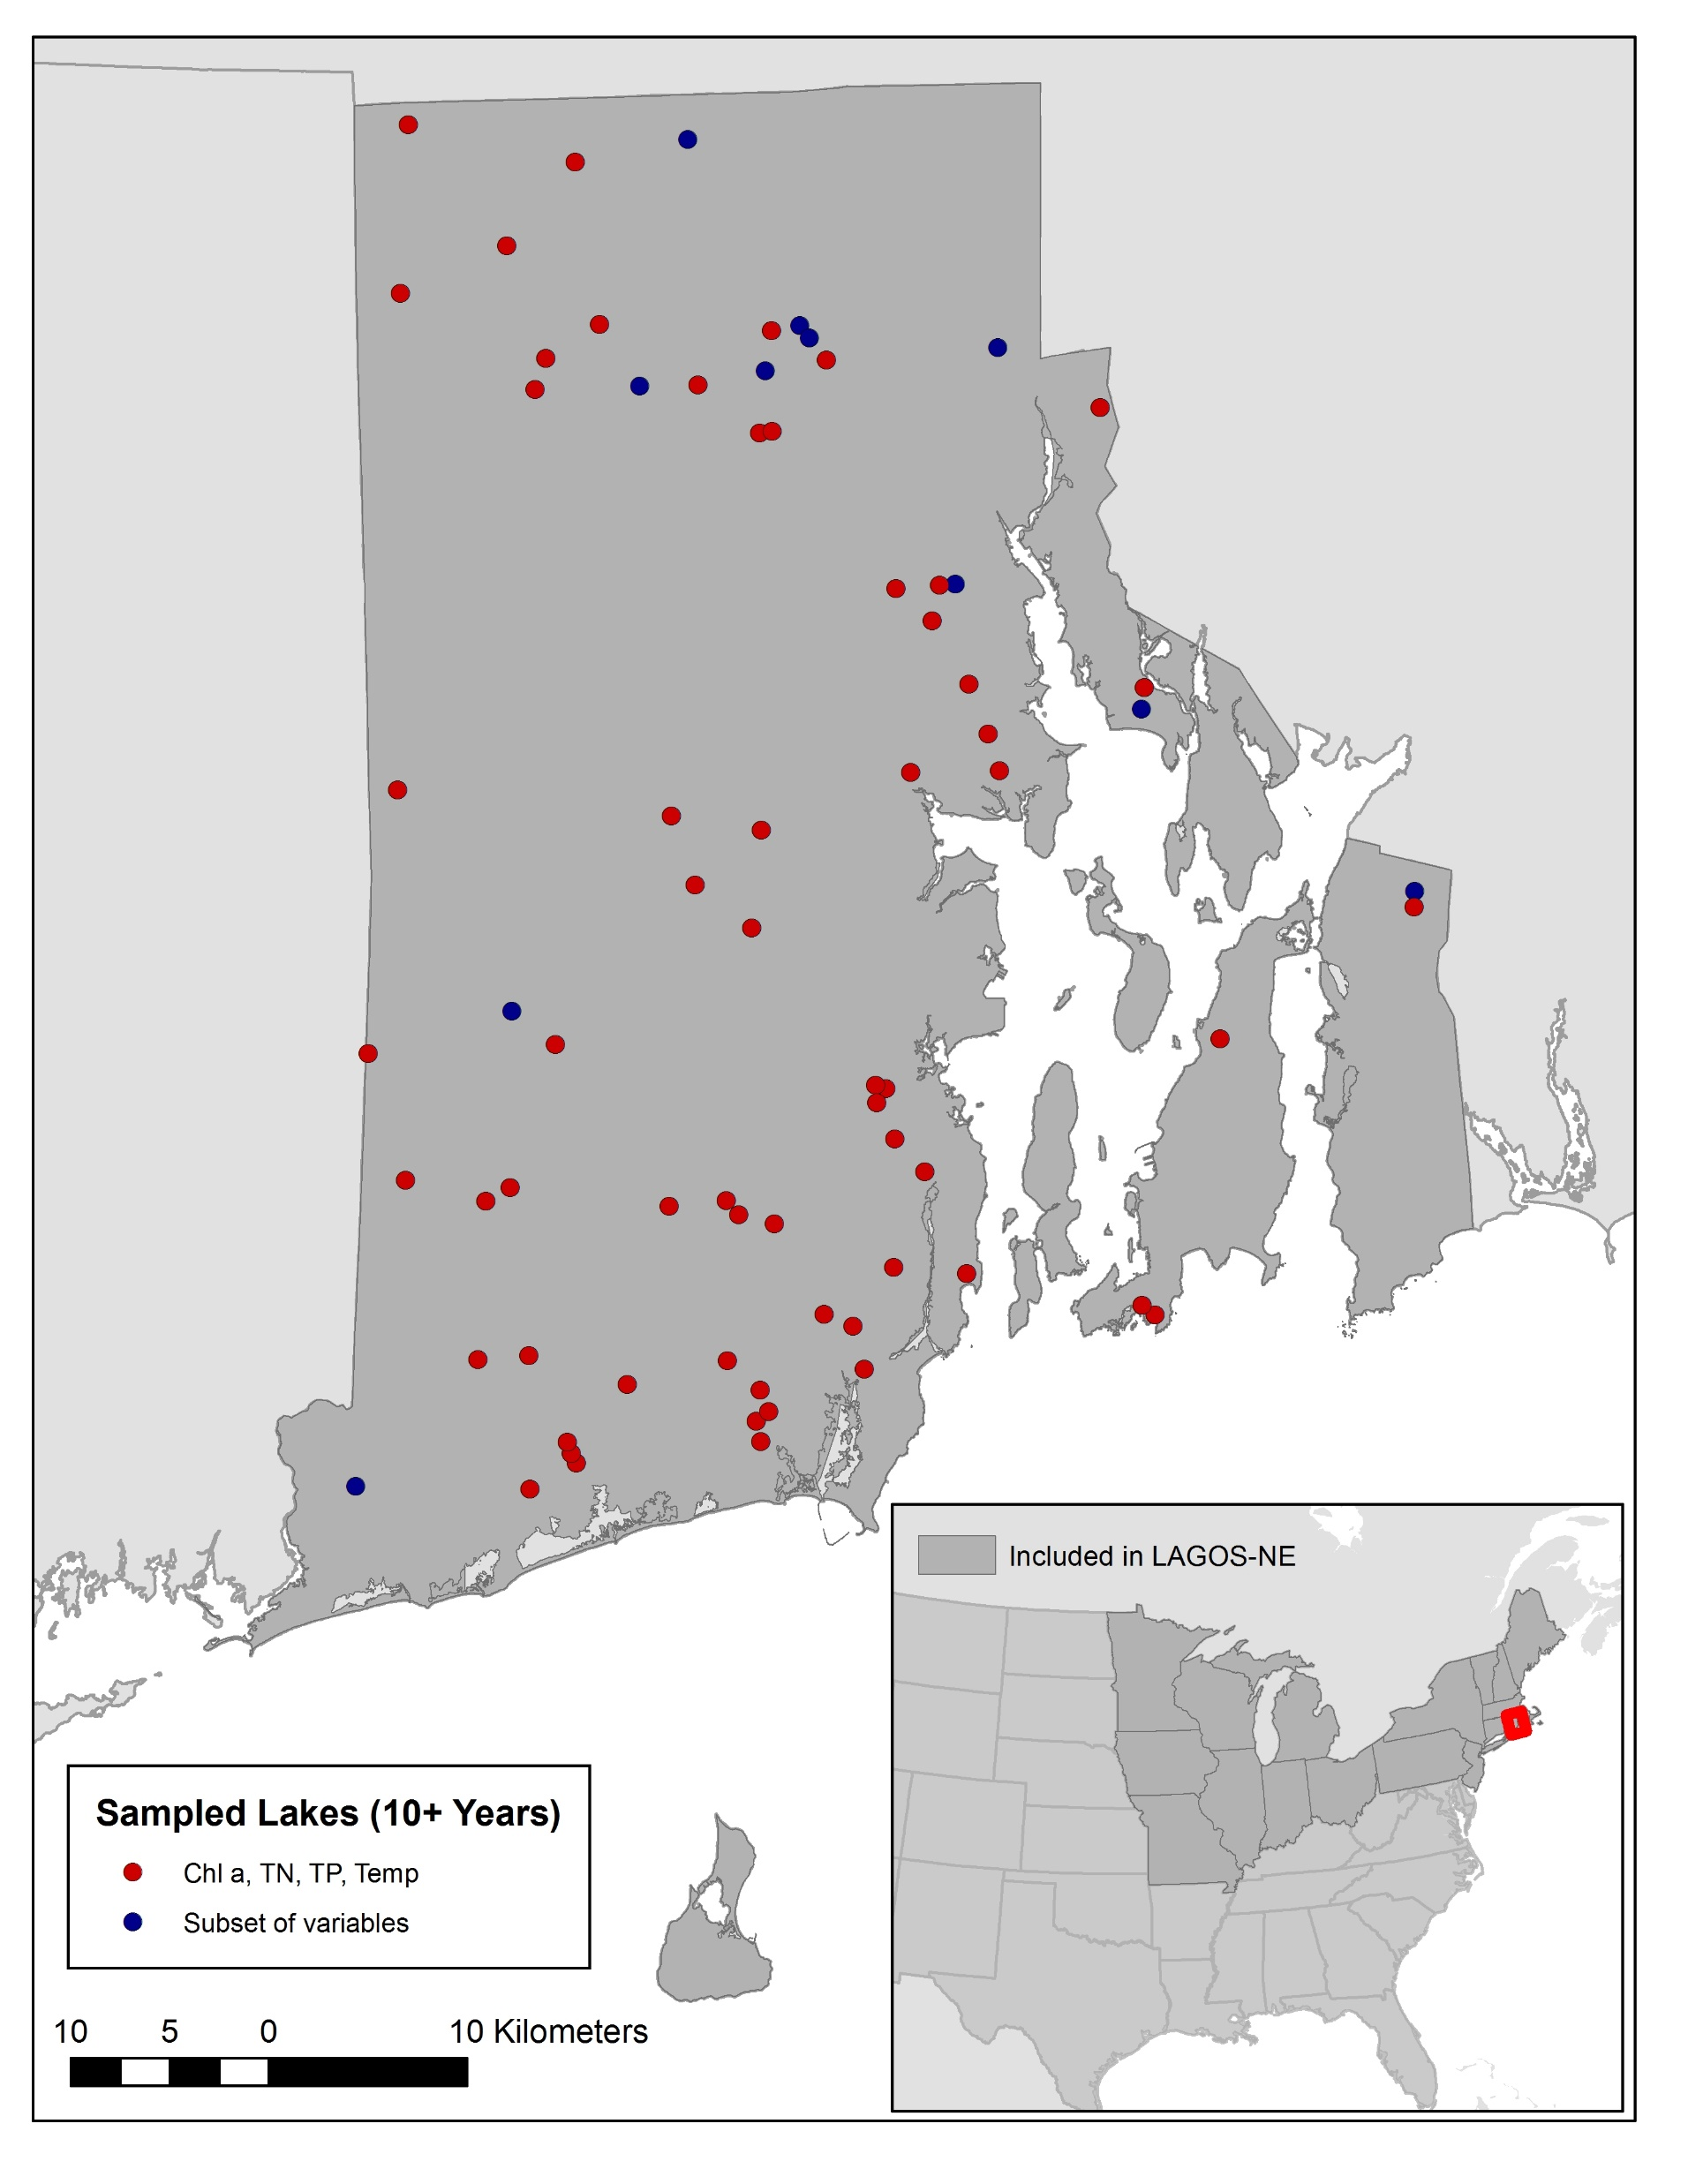 Included in LAGOS-NE
Sampled Lakes (10+ Years)
Chl a, TN, TP, Temp
Subset of variables
10 5 0 10 Kilometers